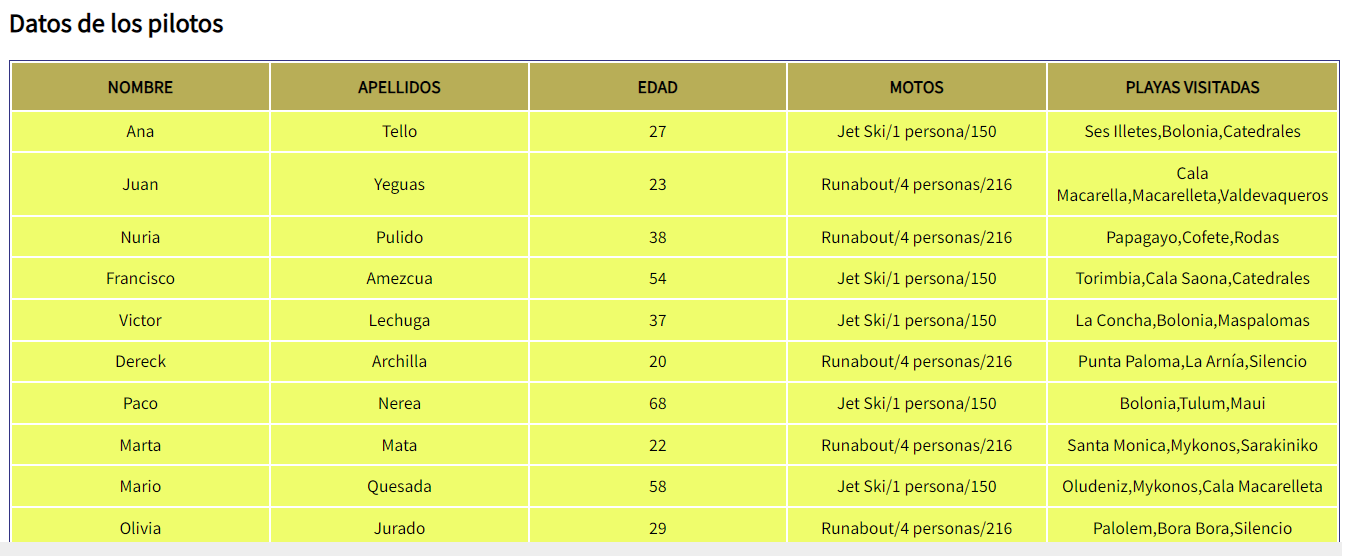 Datos de los pilotos
NOMBRE APELLIDOS EDAD MOTOS PLAYAS VISITADAS
Ana Tello 27 Jet Ski/1 persona/150 Ses Illetes,Bolonia,Catedrales
Juan Yeguas 23 Runabout/4 personas/216 Cala
Macarella,Macarelleta,Valdevaqueros
Nuria Pulido 38 Runabout/4 personas/216 Papagayo,Cofete,Rodas
Francisco Amezcua 54 Jet Ski/1 persona/150 Torimbia,Cala Saona,Catedrales
Victor Lechuga 37 Jet Ski/1 persona/150 La Concha,Bolonia,Maspalomas
Dereck Archilla 20 Runabout/4 personas/216 Punta Paloma,La Arnía,Silencio
Paco Nerea 68 Jet Ski/1 persona/150 Bolonia,Tulum,Maui
Marta Mata 22 Runabout/4 personas/216 Santa Monica,Mykonos,Sarakiniko
Mario Quesada 58 Jet Ski/1 persona/150 Oludeniz,Mykonos,Cala Macarelleta
Olivia Jurado 29 Runabout/4 personas/216 Palolem,Bora Bora,Silencio